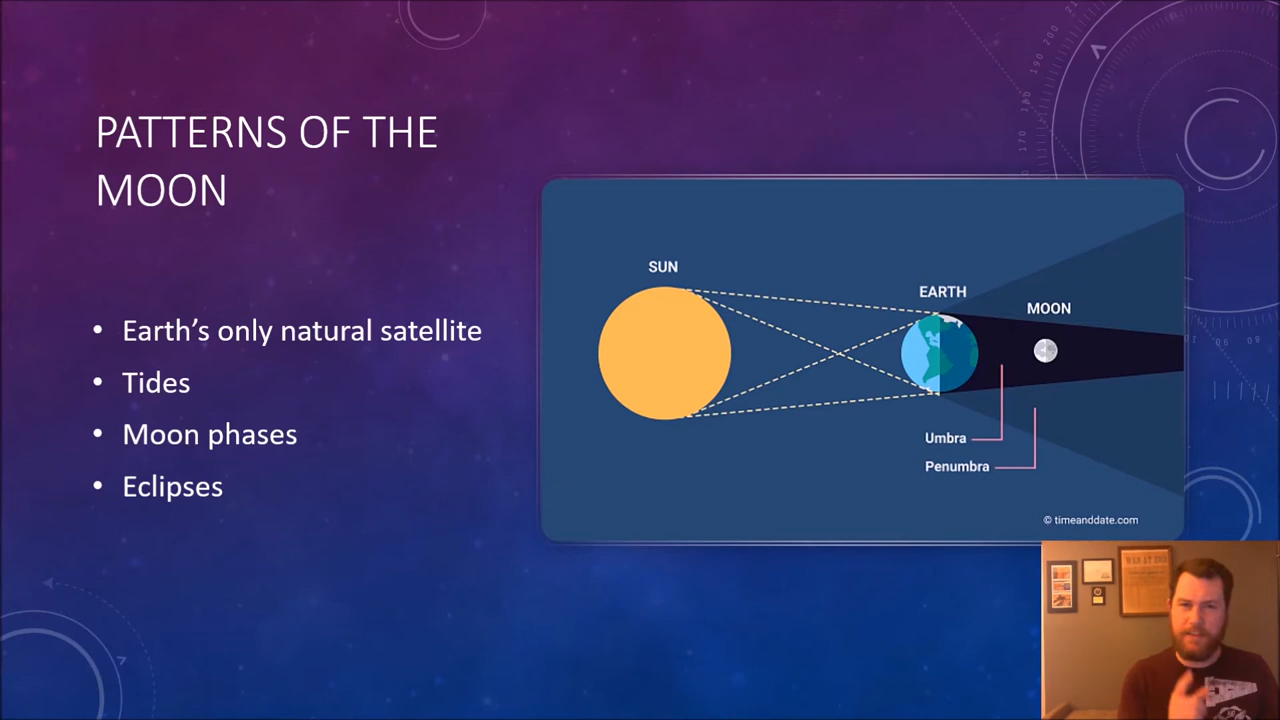 PATTERNS OF THE
MOON
• Earth's only natural satellite
• Tides
• Moon phases
• Eclipses
SUN
EARTH
MOON
Umbra
Penumbra
© timeanddate.com